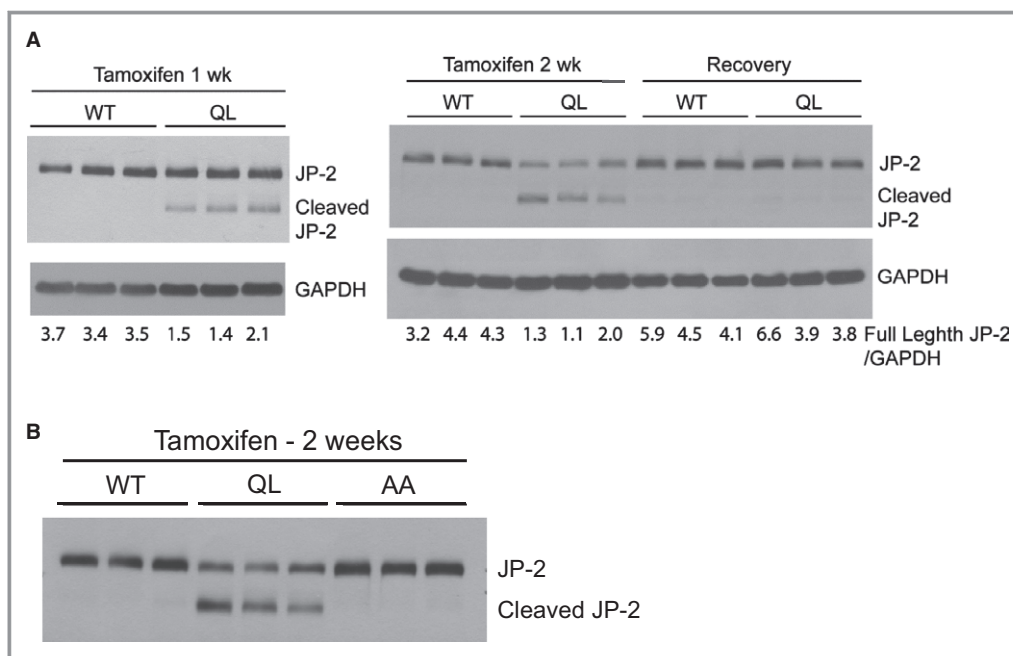 A
Tamoxifen 1 wk
WT QL
JP-2
Cleaved
JP-2
GAPDH
3.7 3.4 3.5 1.5 1.4 2.1
Tamoxifen 2 wk Recovery
WT QL WT QL
JP-2
Cleaved
JP-2
GAPDH
3.2 4.4 4.3 1.3 1.1 2.0 5.9 4.5 4.1 6.6 3.9 3.8 Full Leghth JP-2
/GAPDH
B
Tamoxifen - 2 weeks
WT QL AA
JP-2
Cleaved JP-2